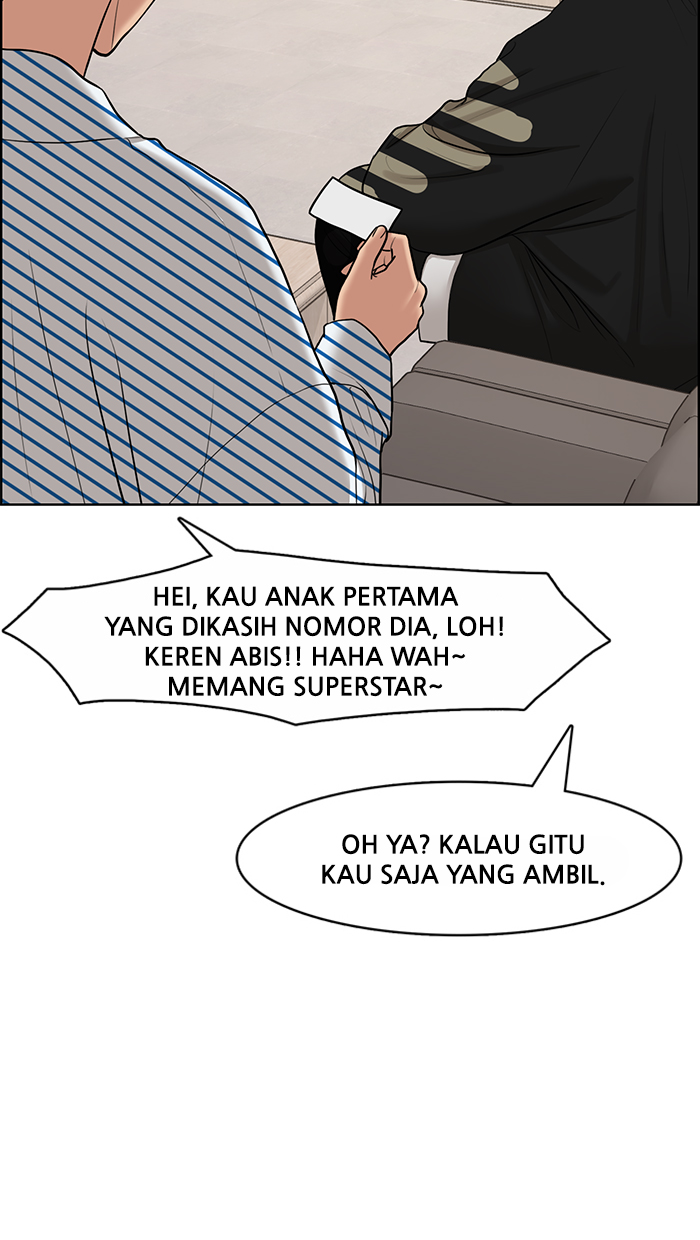 HEI, KAU ANAK PERTAMA
YANG DIKASIH NOMOR DIA, LOH!
KEREN ABIS!! HAHA WAH~
MEMANG SUPERSTAR~
OH YA? KALAU GITU
KAU SAJA YANG AMBIL.